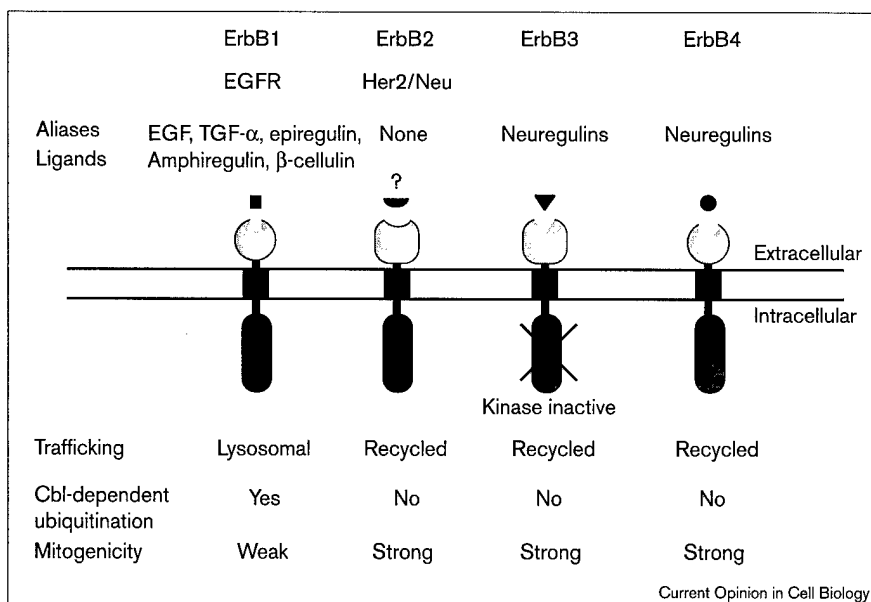 ErbB1 ErbB2 ErbB3 ErbB4
EGFR Her2/Neu
Aliases EGF, TGF-α, epiregulin, None Neuregulins Neuregulins
Ligands Amphiregulin, β-cellulin
?
Extracellular
Intracellular
Kinase inactive
Trafficking Lysosomal Recycled Recycled Recycled
Cbl-dependent Yes No No No
ubiquitination
Mitogenicity Weak Strong Strong Strong
Current Opinion in Cell Biology